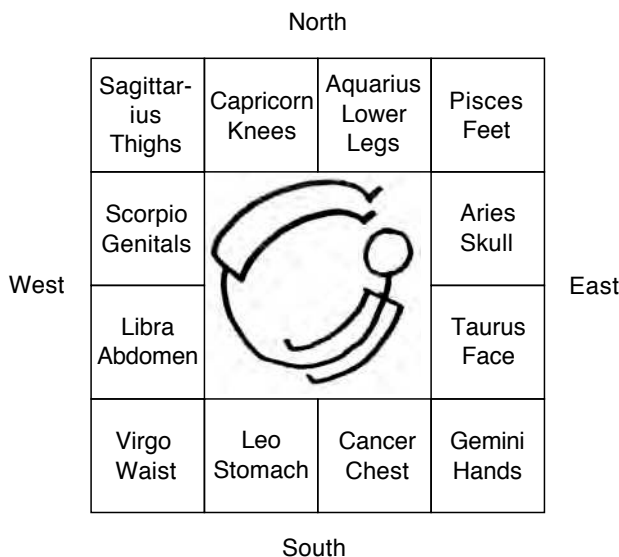 North
Sagittar-
ius
Thighs
Capricorn
Knees
Aquarius
Lower
Legs
Pisces
Feet
Scorpio
Genitals
Aries
Skull
West
East
Libra
Abdomen
Taurus
Face
Virgo
Waist
Leo
Stomach
Cancer
Chest
Gemini
Hands
South